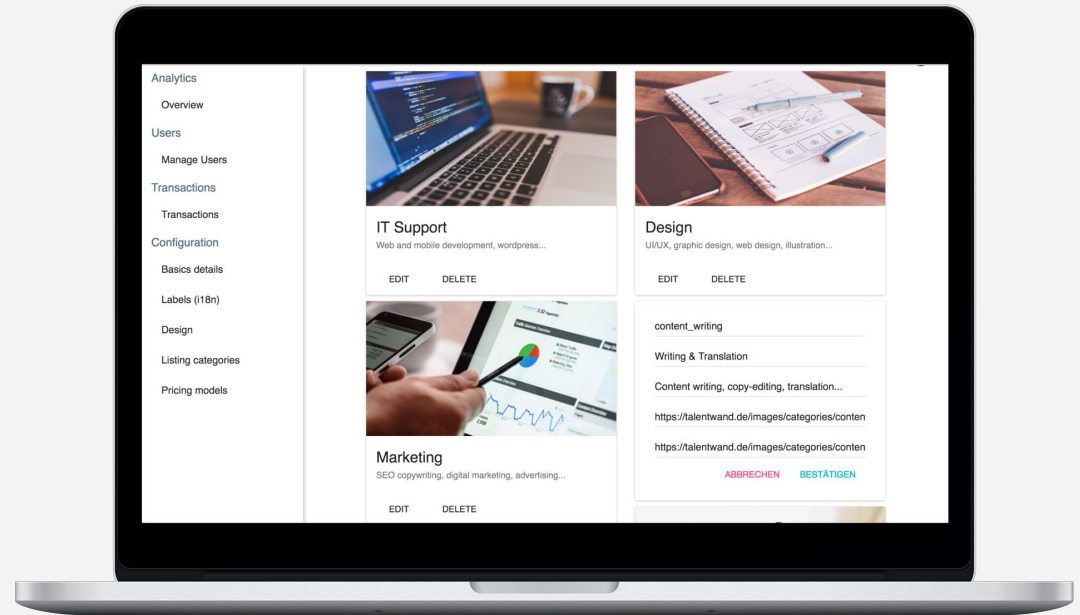 Analytics
Overview
Users
Manage Users
Transactions
Transactions
Configuration
Basics details
Labels (i18n)
Design
Listing categories
Pricing models
IT Support
Web and mobile development, wordpress...
EDIT DELETE
Design
UI/UX, graphic design, web design, illustration...
EDIT DELETE
Marketing
SEO copywriting, digital marketing, advertising...
EDIT DELETE
content_writing
Writing & Translation
Content writing, copy-editing, translation...
https://talentwand.de/images/categories/conten
https://talentwand.de/images/categories/conten
ABBRECHEN BESTÄTIGEN